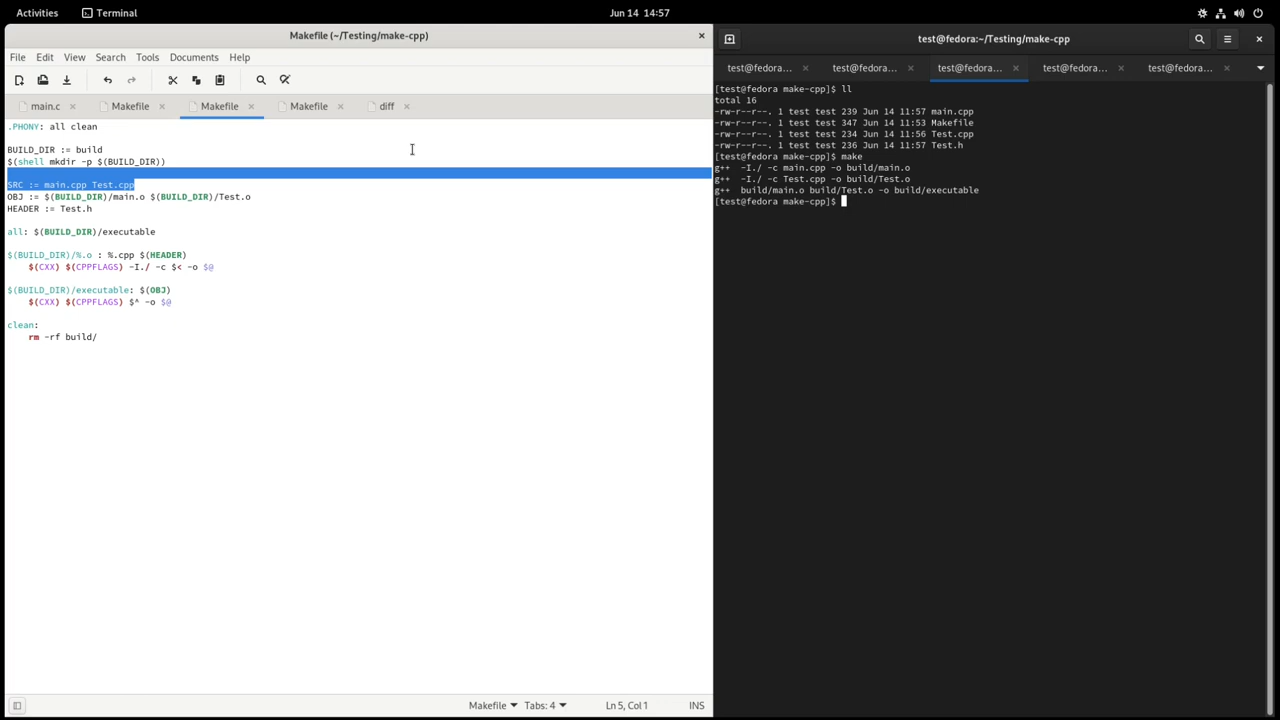 Activities Terminal Jun 14 14:57
Makefile (~/Testing/make-cpp)
File Edit View Search Tools Documents Help
main.c Makefile Makefile Makefile diff
.PHONY: all clean
BUILD_DIR := build
$(shell mkdir -p $(BUILD_DIR))
SRC := main.cpp Test.cpp
OBJ := $(BUILD_DIR)/main.o $(BUILD_DIR)/Test.o
HEADER := Test.h
all: $(BUILD_DIR)/executable
$(BUILD_DIR)/%.o : %.cpp $(HEADER)
$(CXX) $(CPPFLAGS) -I./ -c $< -o $@
$(BUILD_DIR)/executable: $(OBJ)
$(CXX) $(CPPFLAGS) $^ -o $@
clean:
rm -rf build/
Makefile Tabs: 4 Ln 5, Col 1 INS
test@fedora:~/Testing/make-cpp
test@fedora... test@fedora... test@fedora... test@fedora... test@fedora...
[test@fedora make-cpp]$ ll
total 16
-rw-r--r--. 1 test test 239 Jun 14 11:57 main.cpp
-rw-r--r--. 1 test test 347 Jun 14 11:53 Makefile
-rw-r--r--. 1 test test 234 Jun 14 11:56 Test.cpp
-rw-r--r--. 1 test test 236 Jun 14 11:57 Test.h
[test@fedora make-cpp]$ make
g++  -I./ -c main.cpp -o build/main.o
g++  -I./ -c Test.cpp -o build/Test.o
g++  build/main.o build/Test.o -o build/executable
[test@fedora make-cpp]$